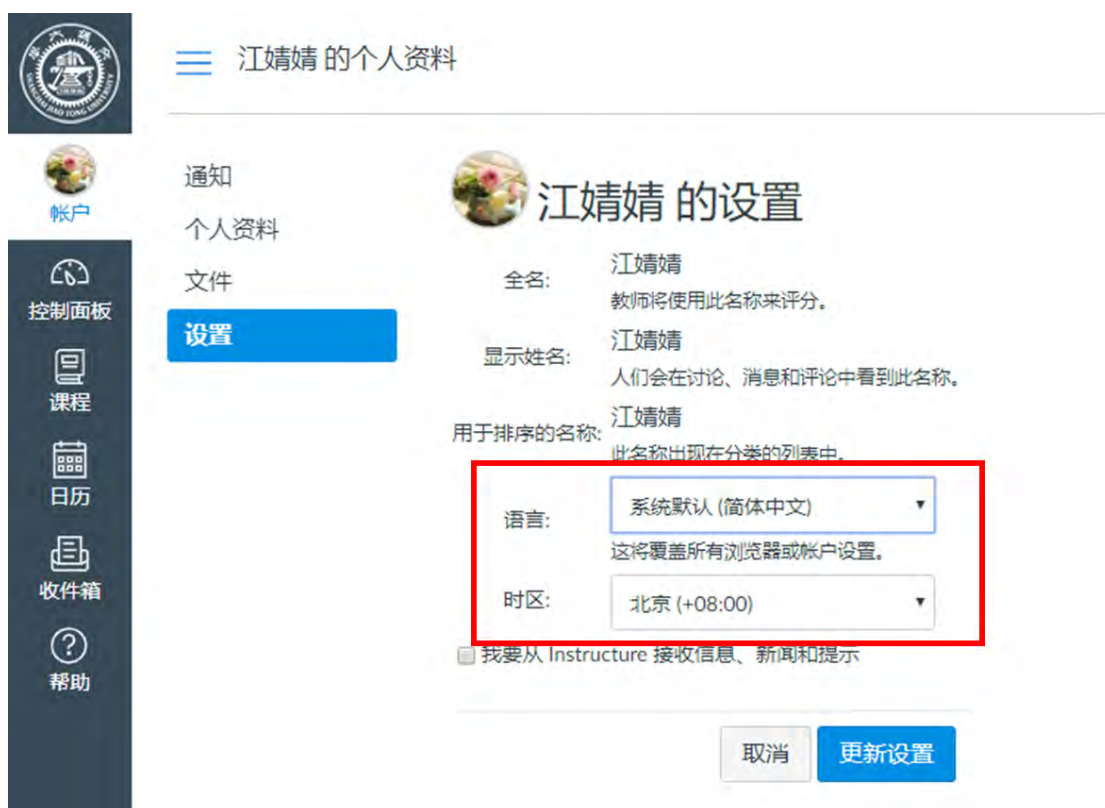 江婧婧 的个人资料
SHANGHAI JIAO TONG UNIVERSITY
帐户
控制面板
课程
日历
收件箱
帮助
通知
个人资料
文件
设置
江婧婧 的设置
全名:
江婧婧
教师将使用此名称来评分。
显示姓名:
江婧婧
人们会在讨论、消息和评论中看到此名称。
用于排序的名称:
江婧婧
此名称出现在分类的列表中。
语言:
系统默认 (简体中文)
这将覆盖所有浏览器或帐户设置。
时区:
北京 (+08:00)
我要从 Instructure 接收信息、新闻和提示
取消
更新设置